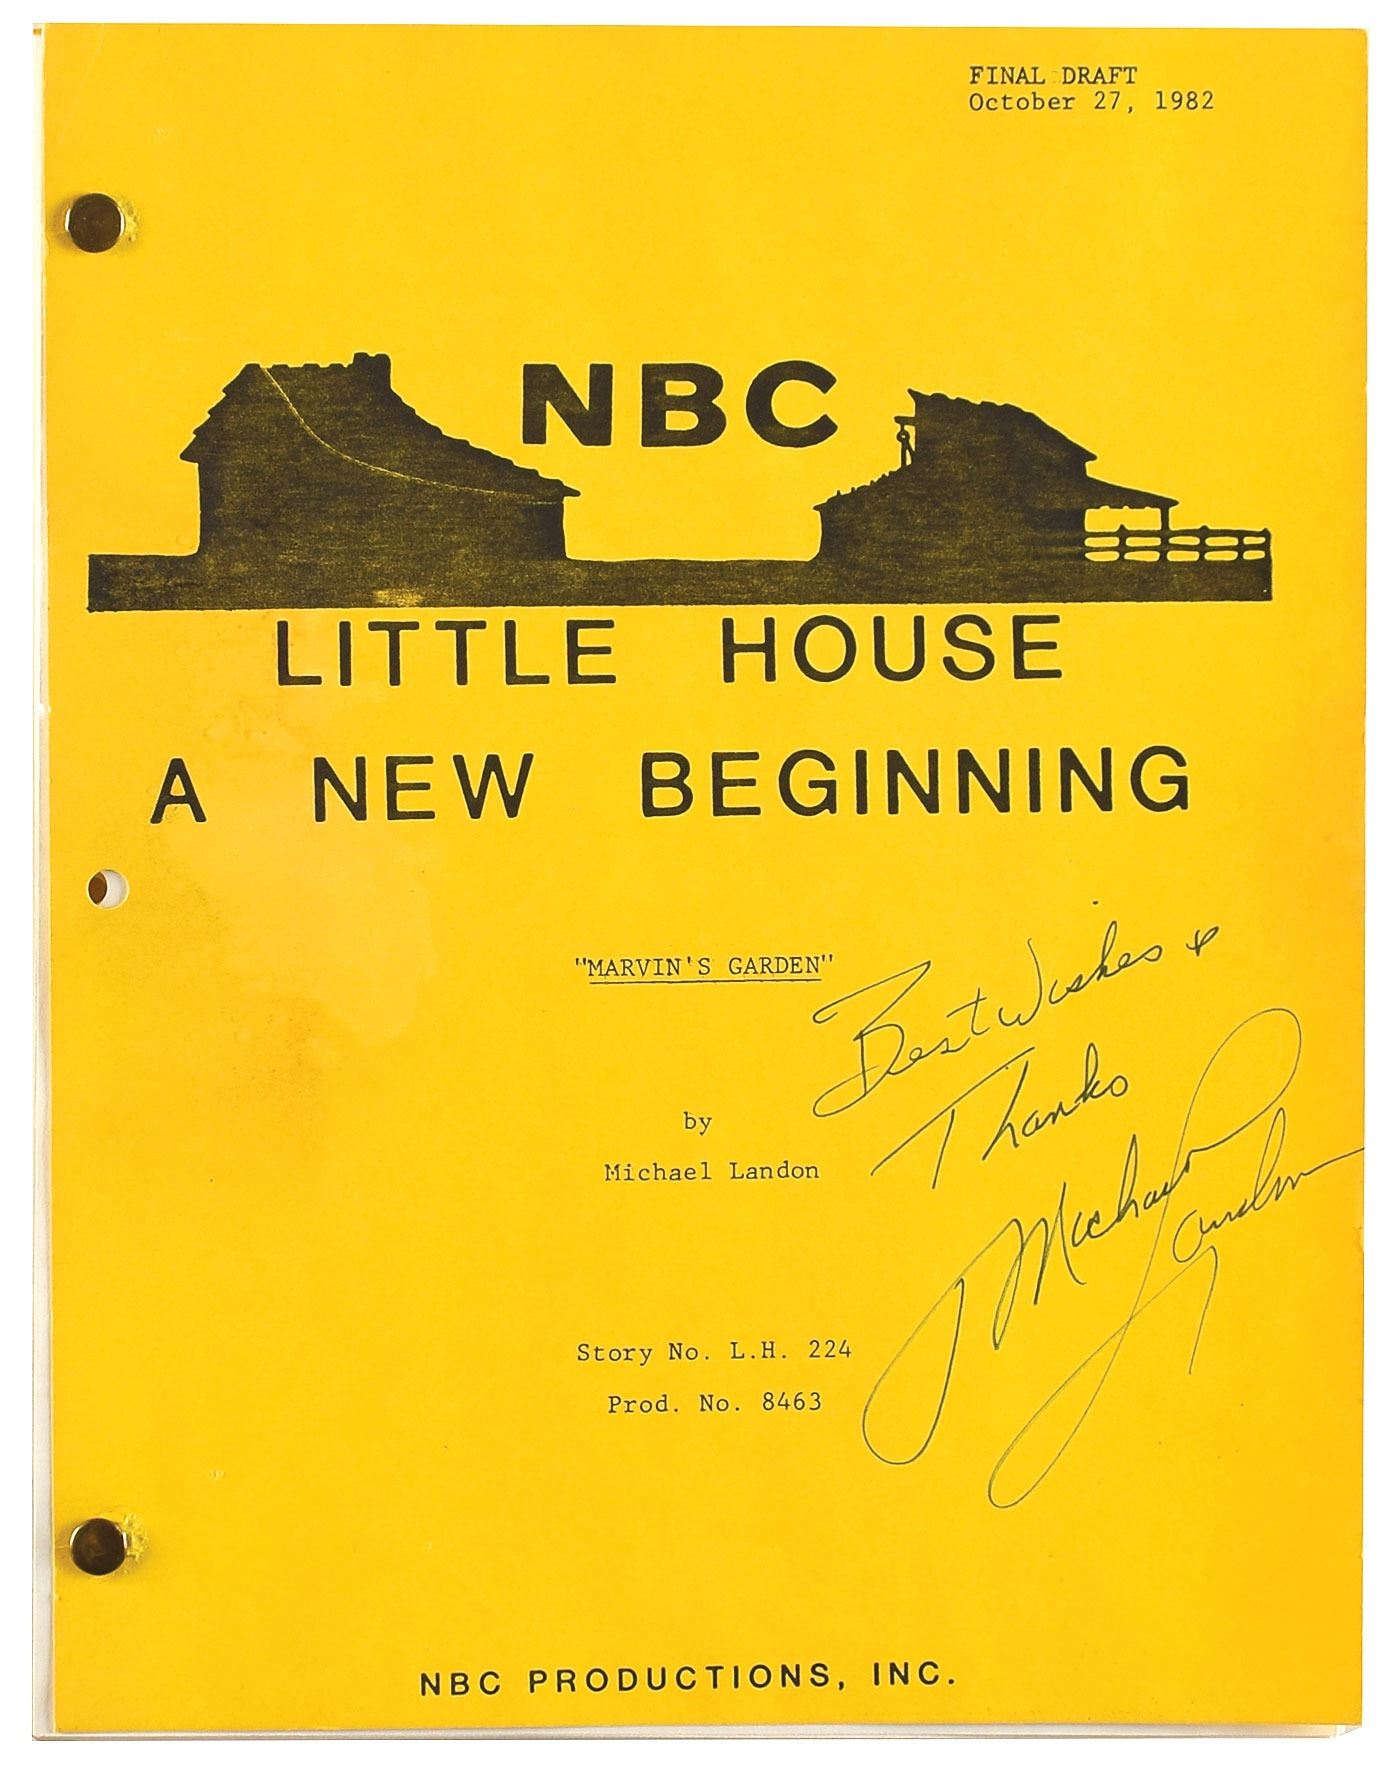 FINAL DRAFT
October 27, 1982
NBC
LITTLE HOUSE
A NEW BEGINNING
"MARVIN'S GARDEN"
Best Wishes &
Thanks
Michael
Landon
by
Michael Landon
Story No. L.H. 224
Prod. No. 8463
NBC PRODUCTIONS, INC.